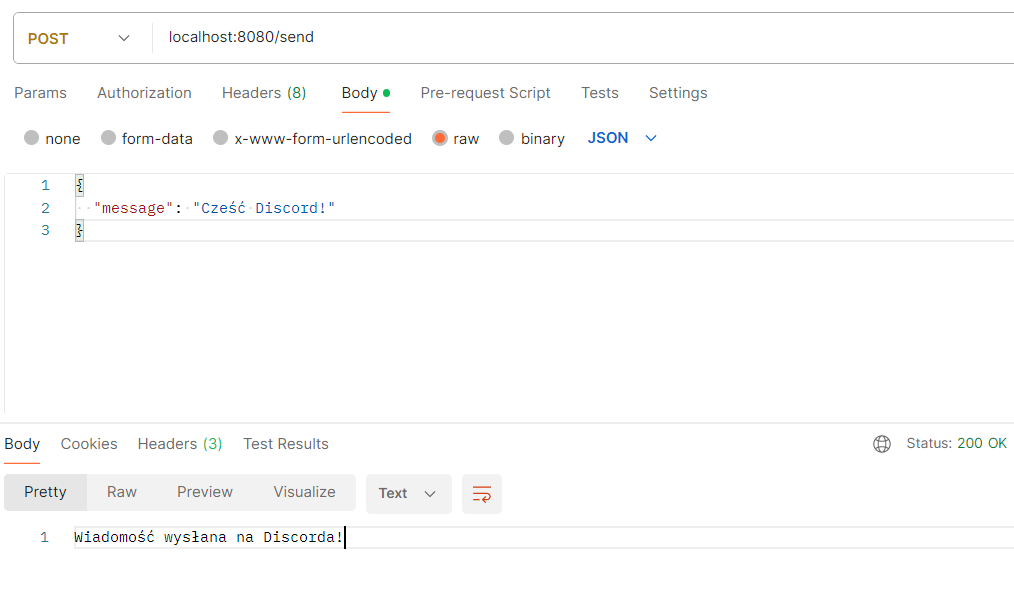 POST localhost:8080/send
Params Authorization Headers (8) Body Pre-request Script Tests Settings
none form-data x-www-form-urlencoded raw binary JSON
1 {
2 "message": "Cześć Discord!"
3 }
Body Cookies Headers (3) Test Results Status: 200 OK
Pretty Raw Preview Visualize Text
1 Wiadomość wysłana na Discorda!